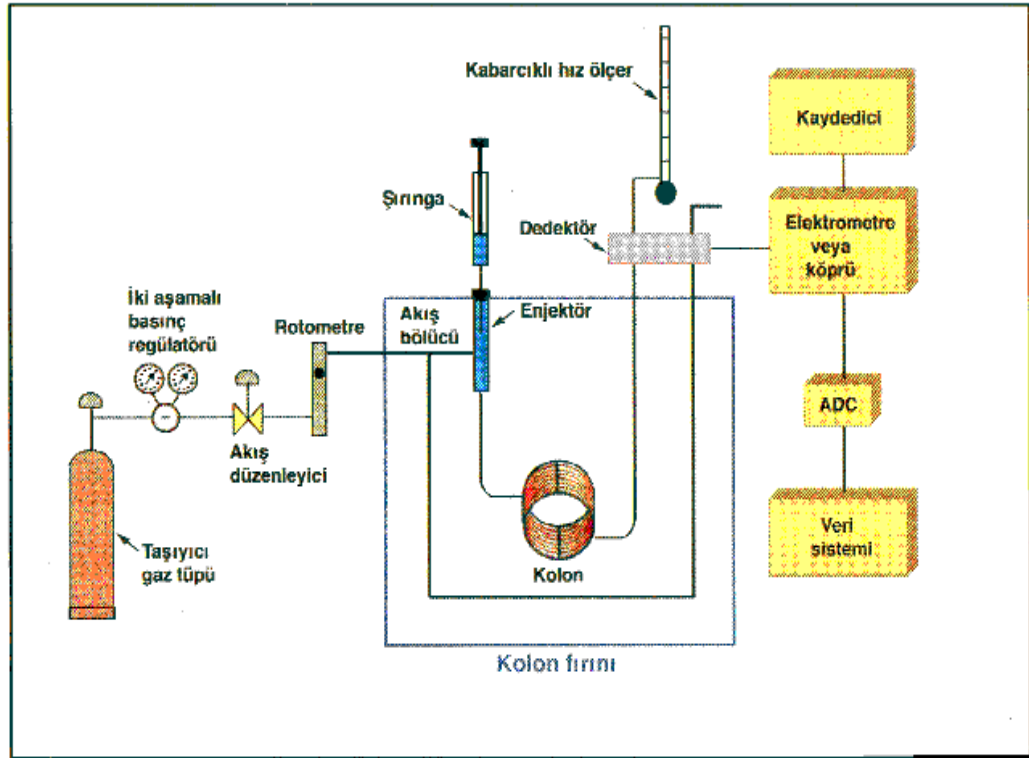 Kabarcıklı hız ölçer
Kaydedici
Şırınga
Dedektör
Elektrometre
veya
köprü
İki aşamalı
basınç
regülatörü
Rotometre
Akış
bölücü
Enjektör
ADC
Akış
düzenleyici
Taşıyıcı
gaz tüpü
Kolon
Veri
sistemi
Kolon fırını